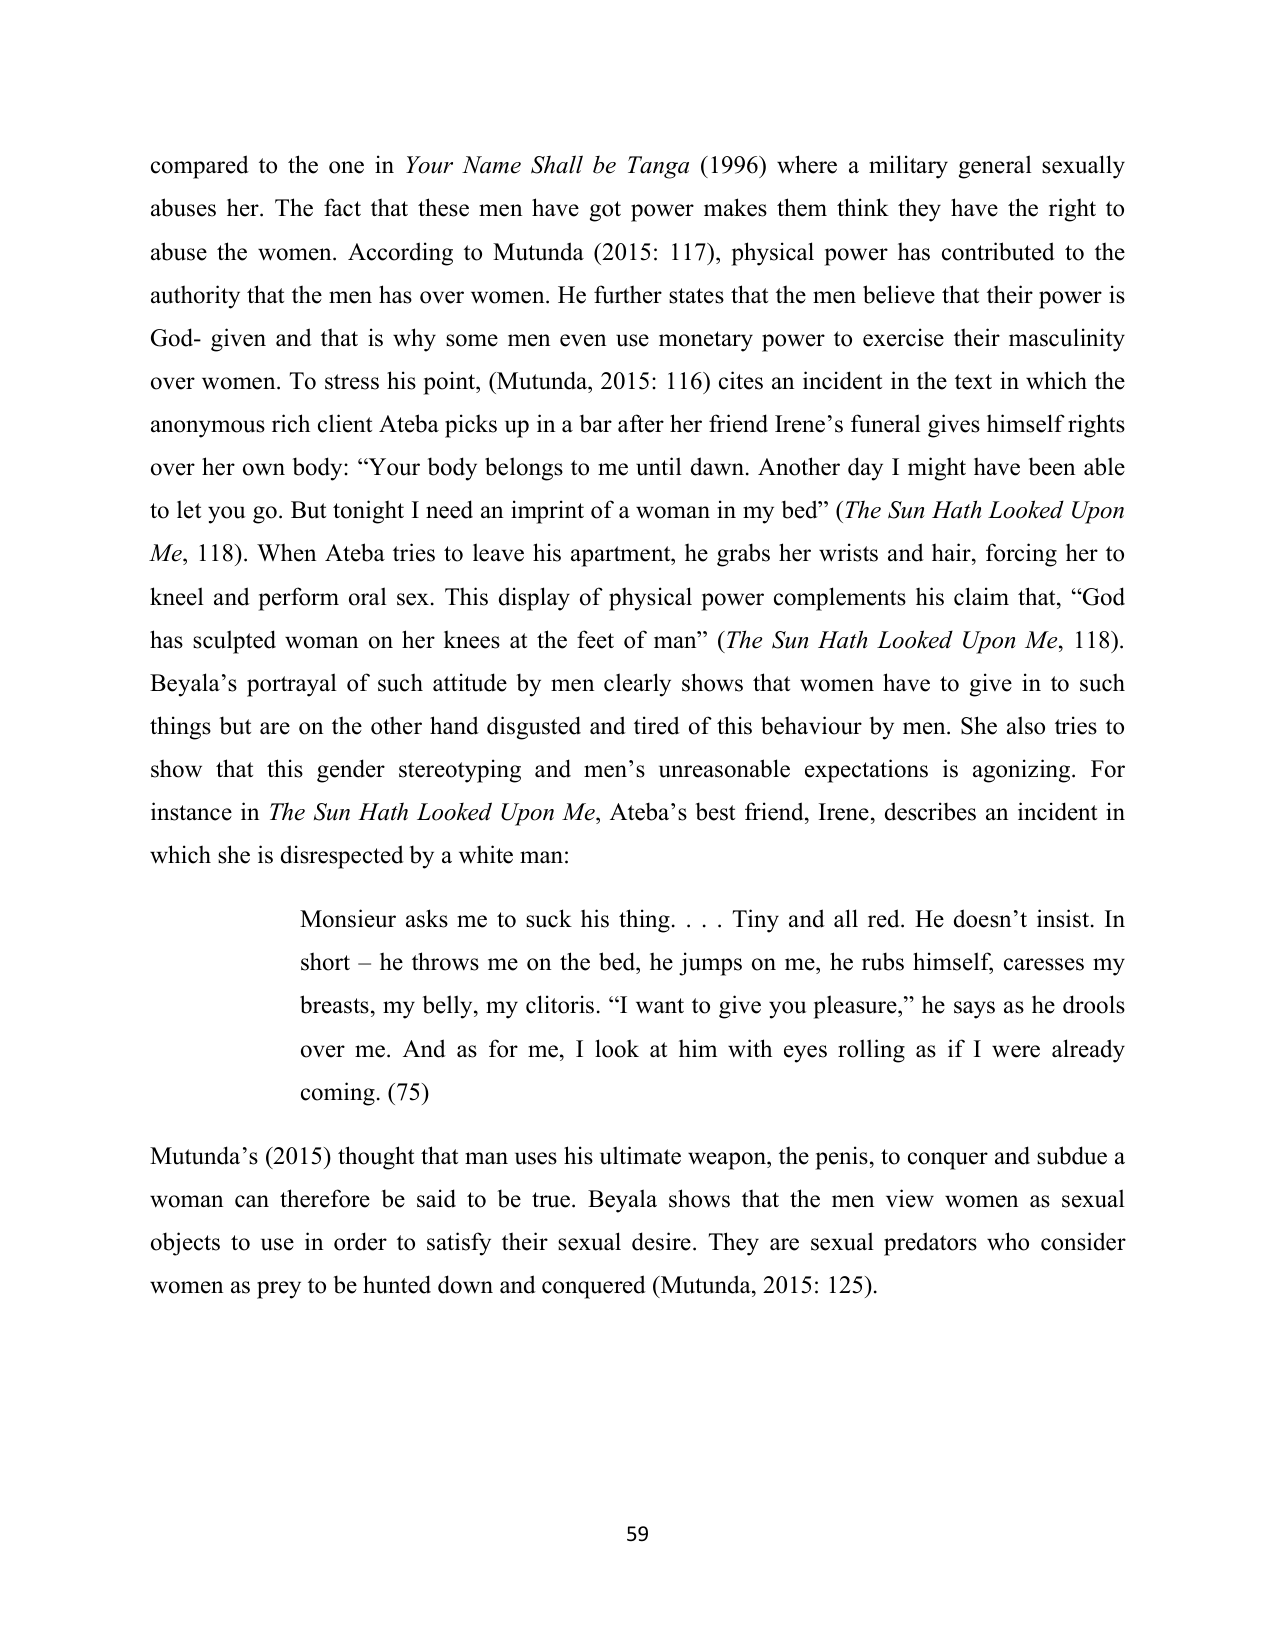 compared to the one in Your Name Shall be Tanga (1996) where a military general sexually
abuses her. The fact that these men have got power makes them think they have the right to
abuse the women. According to Mutunda (2015: 117), physical power has contributed to the
authority that the men has over women. He further states that the men believe that their power is
God- given and that is why some men even use monetary power to exercise their masculinity
over women. To stress his point, (Mutunda, 2015: 116) cites an incident in the text in which the
anonymous rich client Ateba picks up in a bar after her friend Irene’s funeral gives himself rights
over her own body: “Your body belongs to me until dawn. Another day I might have been able
to let you go. But tonight I need an imprint of a woman in my bed” (The Sun Hath Looked Upon
Me, 118). When Ateba tries to leave his apartment, he grabs her wrists and hair, forcing her to
kneel and perform oral sex. This display of physical power complements his claim that, “God
has sculpted woman on her knees at the feet of man” (The Sun Hath Looked Upon Me, 118).
Beyala’s portrayal of such attitude by men clearly shows that women have to give in to such
things but are on the other hand disgusted and tired of this behaviour by men. She also tries to
show that this gender stereotyping and men’s unreasonable expectations is agonizing. For
instance in The Sun Hath Looked Upon Me, Ateba’s best friend, Irene, describes an incident in
which she is disrespected by a white man:
Monsieur asks me to suck his thing. . . . Tiny and all red. He doesn’t insist. In
short – he throws me on the bed, he jumps on me, he rubs himself, caresses my
breasts, my belly, my clitoris. “I want to give you pleasure,” he says as he drools
over me. And as for me, I look at him with eyes rolling as if I were already
coming. (75)
Mutunda’s (2015) thought that man uses his ultimate weapon, the penis, to conquer and subdue a
woman can therefore be said to be true. Beyala shows that the men view women as sexual
objects to use in order to satisfy their sexual desire. They are sexual predators who consider
women as prey to be hunted down and conquered (Mutunda, 2015: 125).
59